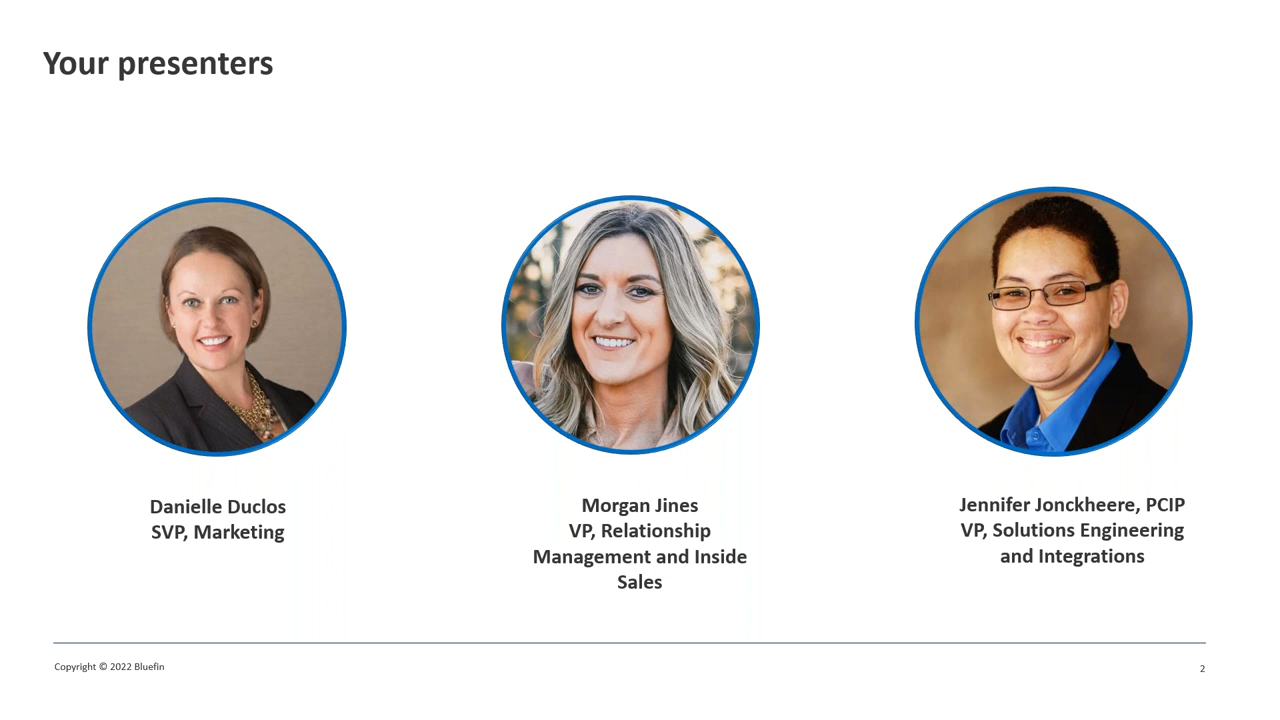 Your presenters
Danielle Duclos
SVP, Marketing
Morgan Jines
VP, Relationship
Management and Inside
Sales
Jennifer Jonckheere, PCIP
VP, Solutions Engineering
and Integrations
Copyright © 2022 Bluefin
2